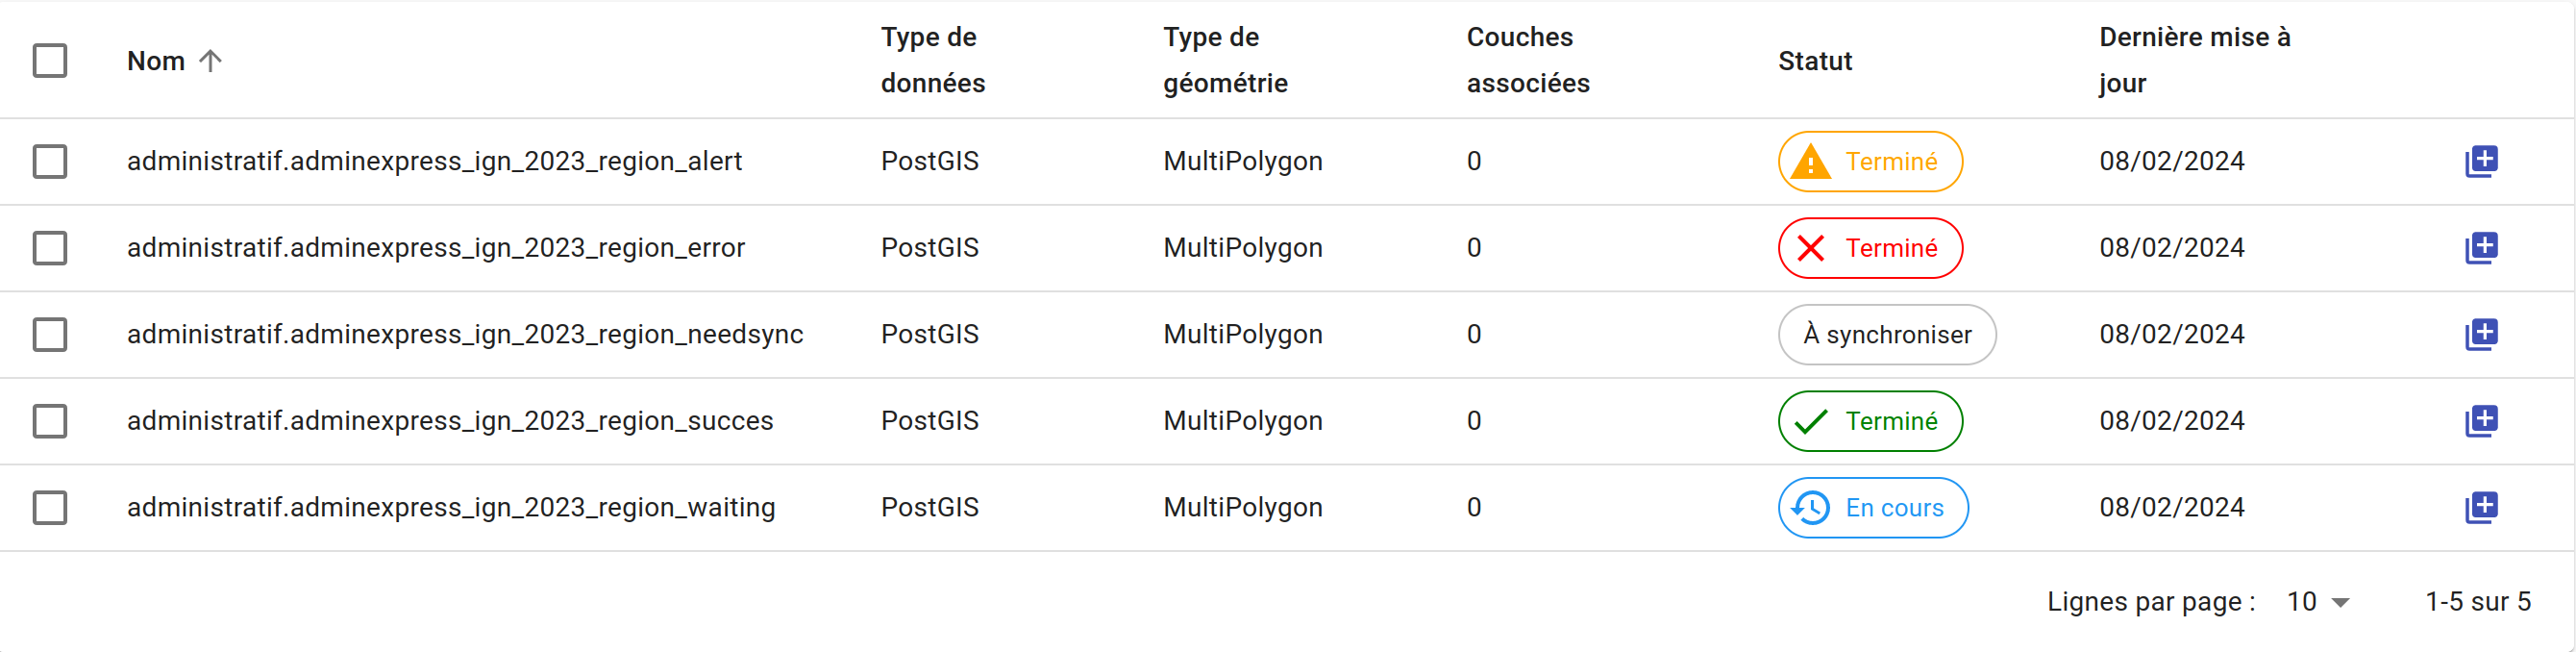 Nom
Type de données
Type de géométrie
Couches associées
Statut
Dernière mise à jour
administratif.adminexpress_ign_2023_region_alert PostGIS MultiPolygon 0 Terminé 08/02/2024
administratif.adminexpress_ign_2023_region_error PostGIS MultiPolygon 0 Terminé 08/02/2024
administratif.adminexpress_ign_2023_region_needsync PostGIS MultiPolygon 0 À synchroniser 08/02/2024
administratif.adminexpress_ign_2023_region_succes PostGIS MultiPolygon 0 Terminé 08/02/2024
administratif.adminexpress_ign_2023_region_waiting PostGIS MultiPolygon 0 En cours 08/02/2024
Lignes par page : 10 1-5 sur 5